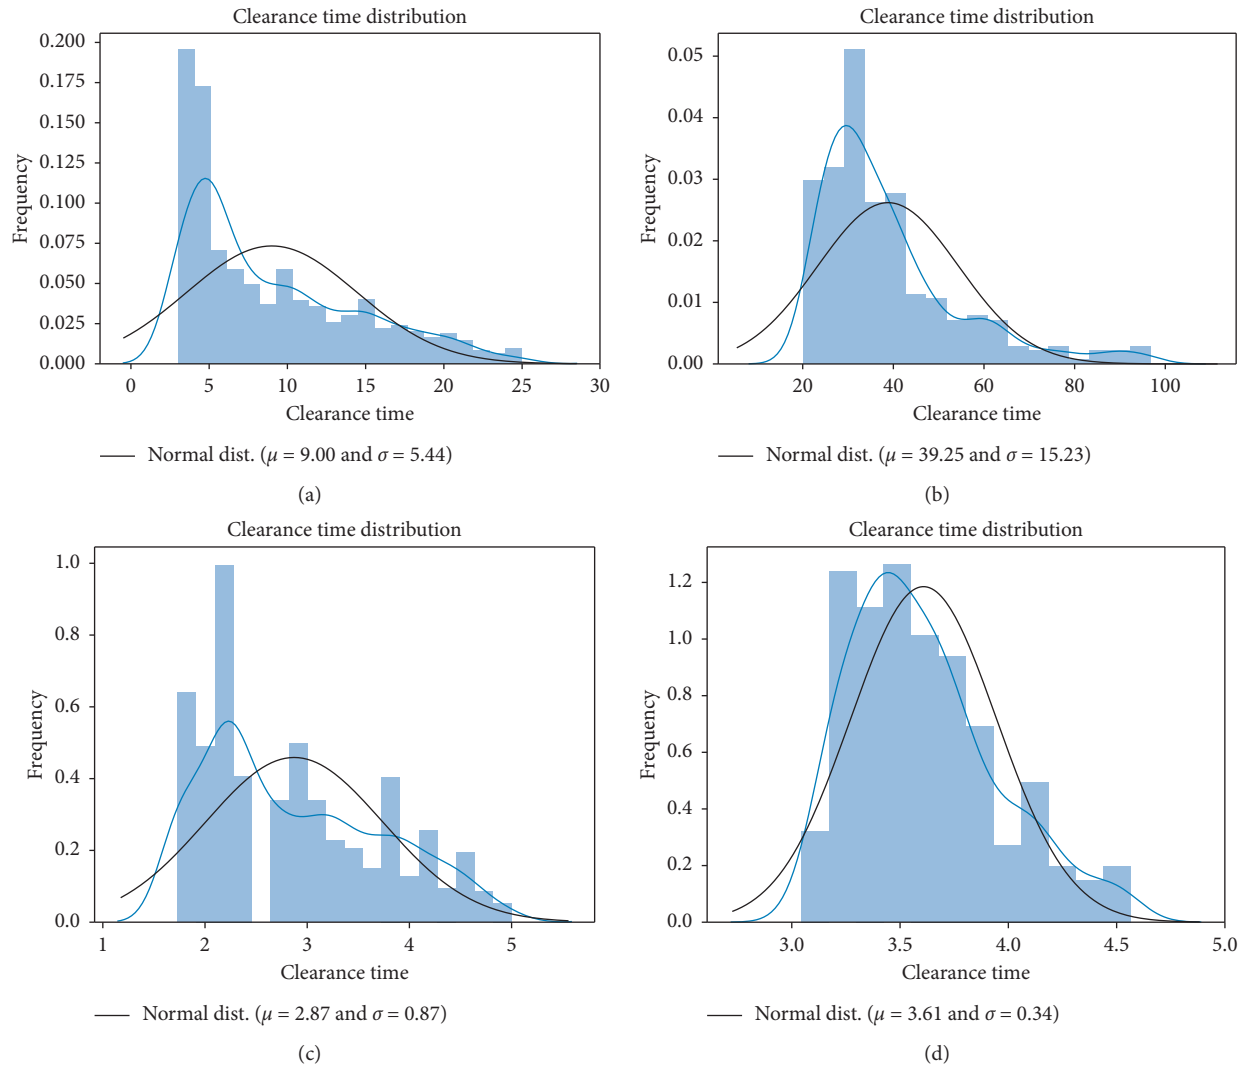 Clearance time distribution
0.200
0.175
0.150
0.125
0.100
0.075
0.050
0.025
0.000
Frequency
0 5 10 15 20 25 30
Clearance time
Normal dist. (μ = 9.00 and σ = 5.44)
(a)
Clearance time distribution
0.05
0.04
0.03
0.02
0.01
0.00
Frequency
20 40 60 80 100
Clearance time
Normal dist. (μ = 39.25 and σ = 15.23)
(b)
Clearance time distribution
1.0
0.8
0.6
0.4
0.2
0.0
Frequency
1 2 3 4 5
Clearance time
Normal dist. (μ = 2.87 and σ = 0.87)
(c)
Clearance time distribution
1.2
1.0
0.8
0.6
0.4
0.2
0.0
Frequency
3.0 3.5 4.0 4.5 5.0
Clearance time
Normal dist. (μ = 3.61 and σ = 0.34)
(d)